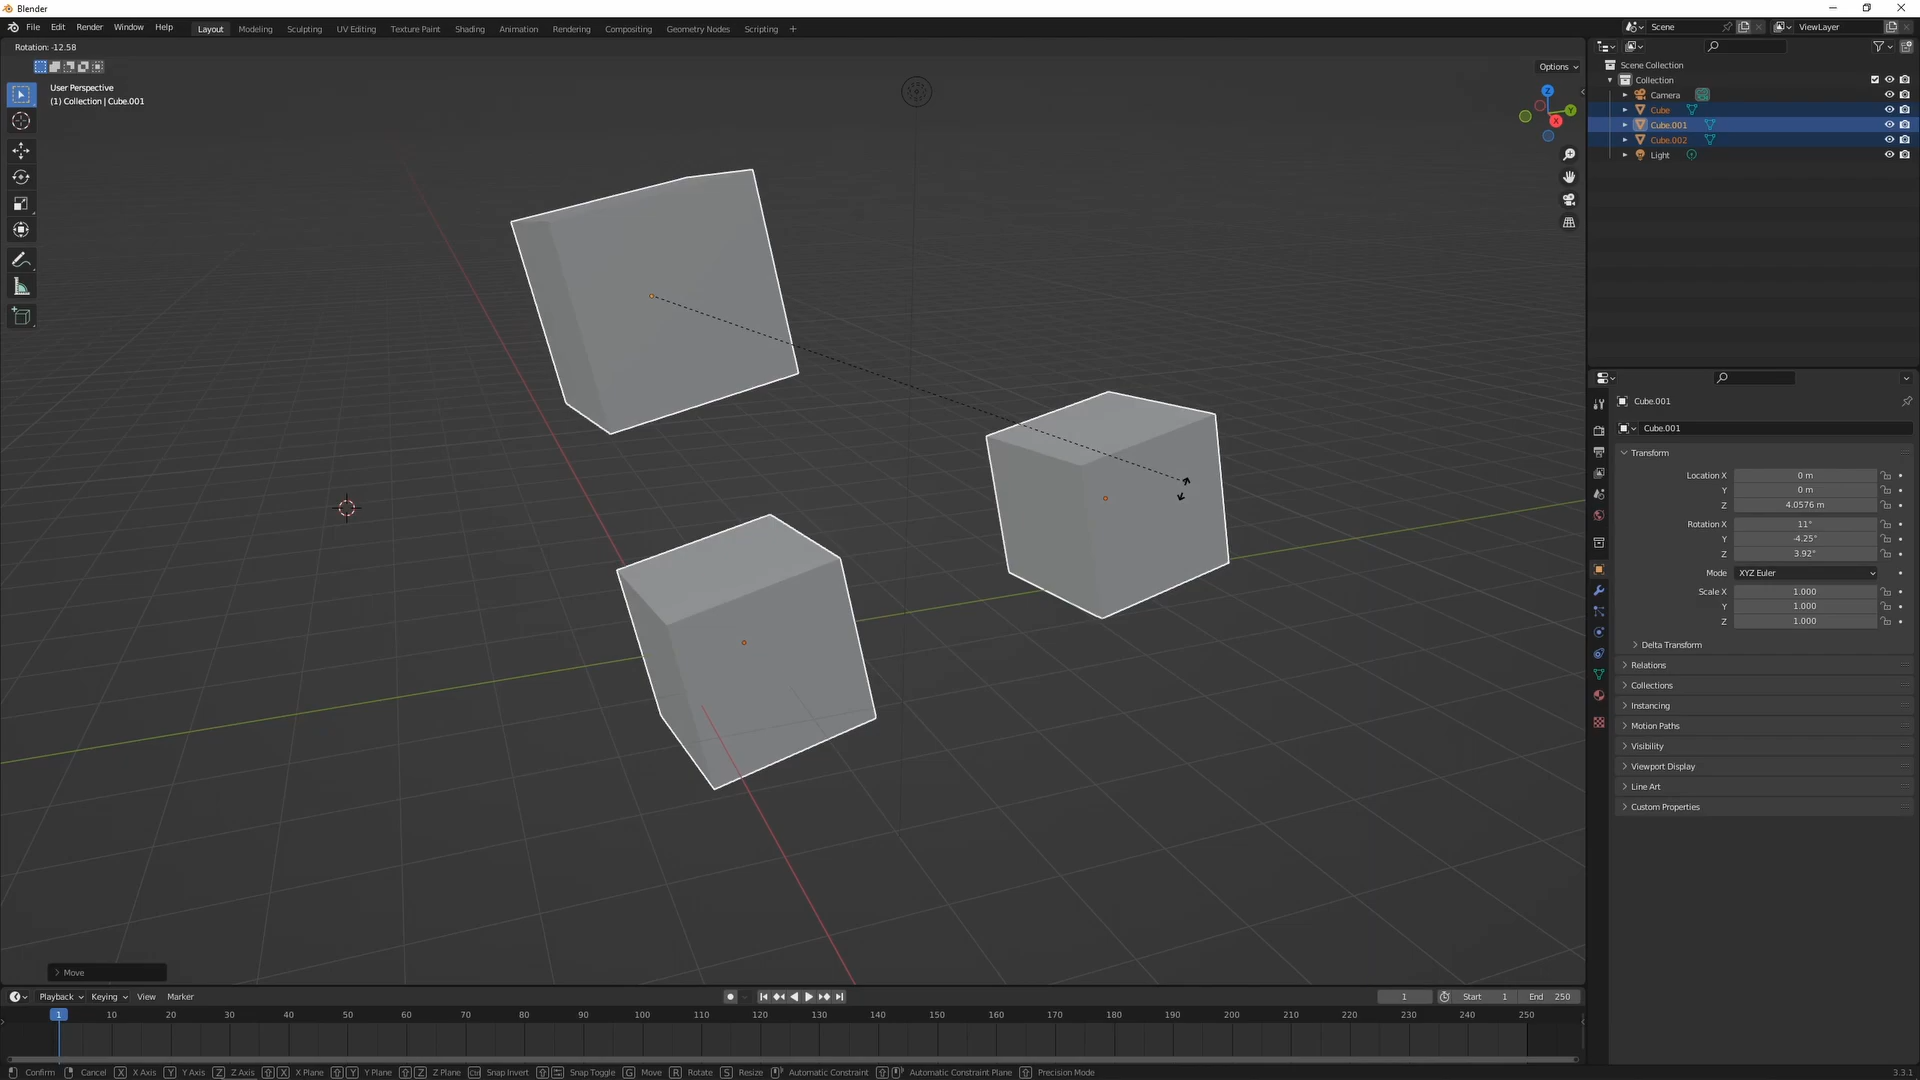 Blender
File Edit Render Window Help
Layout Modeling Sculpting UV Editing Texture Paint Shading Animation Rendering Compositing Geometry Nodes Scripting +
Scene
ViewLayer
Rotation: -12.58
Options
User Perspective
(1) Collection | Cube.001
Z
Y
X
Scene Collection
Collection
Camera
Cube
Cube.001
Cube.002
Light
Cube.001
Cube.001
Transform
Location X 0 m
Y 0 m
Z 4.0576 m
Rotation X 11°
Y -4.25°
Z 3.92°
Mode XYZ Euler
Scale X 1.000
Y 1.000
Z 1.000
Delta Transform
Relations
Collections
Instancing
Motion Paths
Visibility
Viewport Display
Line Art
Custom Properties
Move
Playback Keying View Marker
1 Start 1 End 250
1 10 20 30 40 50 60 70 80 90 100 110 120 130 140 150 160 170 180 190 200 210 220 230 240 250
Confirm Cancel X X Axis Y Y Axis Z Z Axis X X Plane Y Y Plane Z Z Plane Ctrl Snap Invert Snap Toggle G Move R Rotate S Resize Automatic Constraint Automatic Constraint Plane Precision Mode
3.3.1